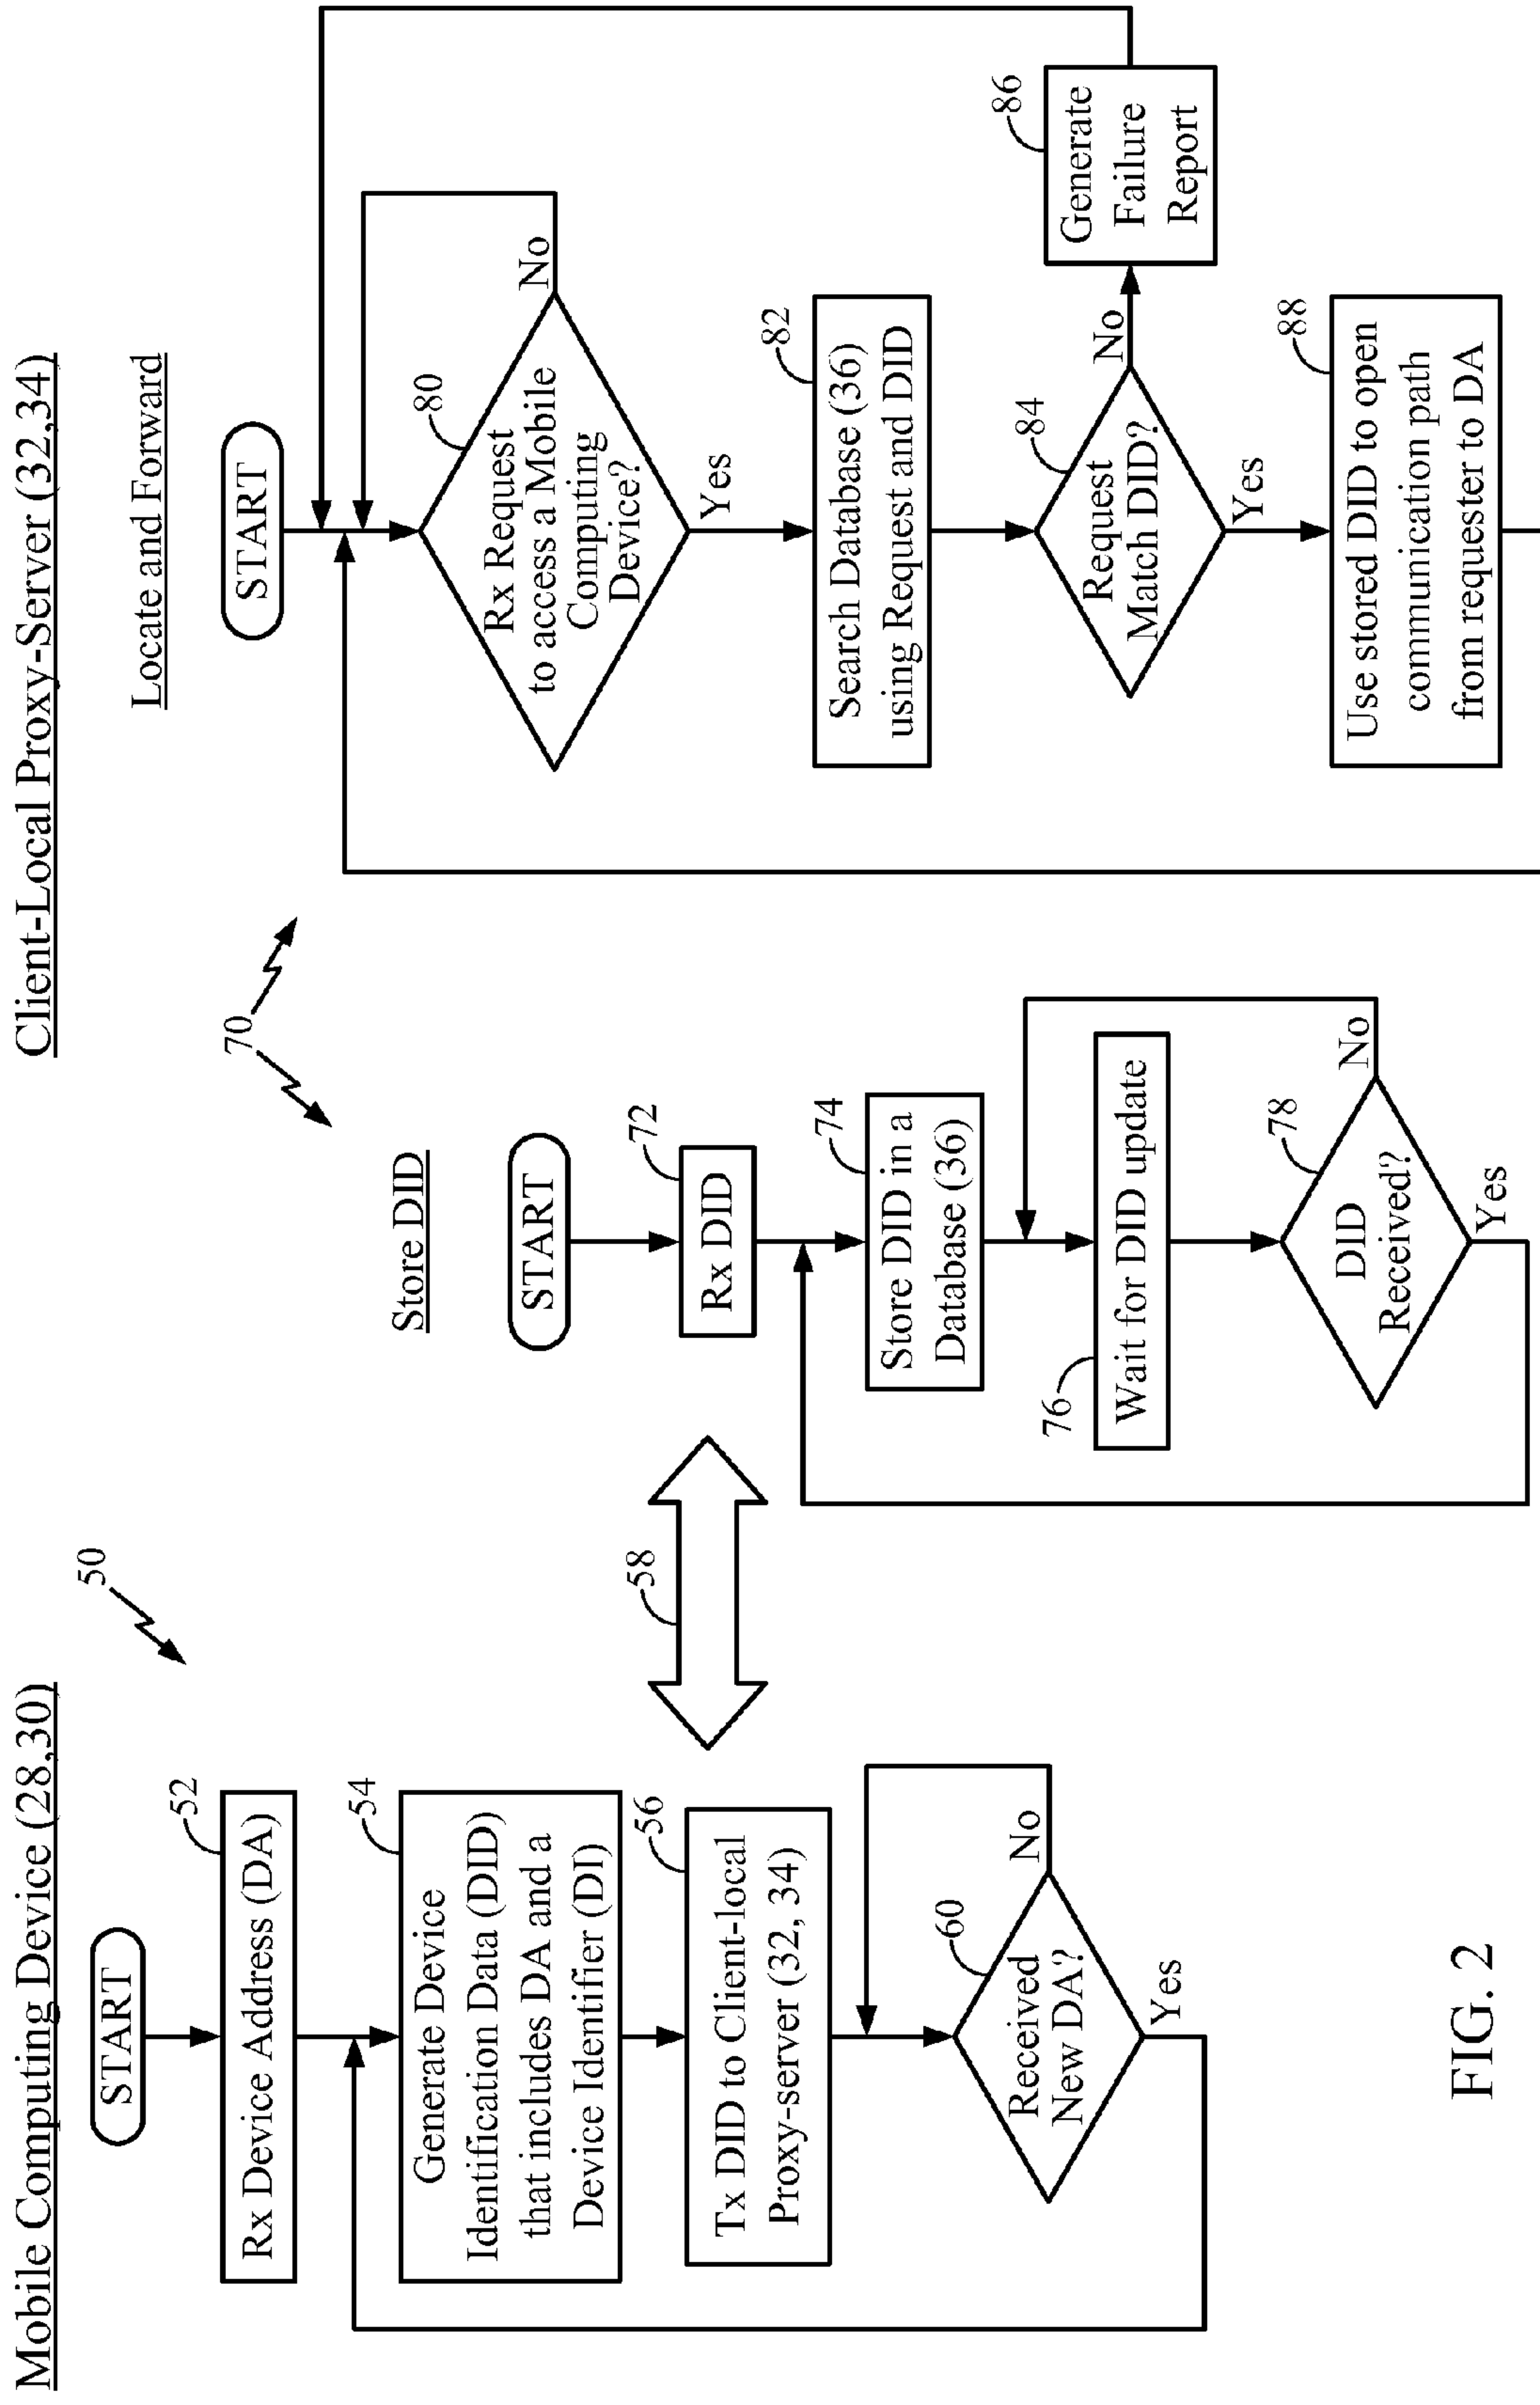 Mobile Computing Device (28,30)
50
START
52
Rx Device Address (DA)
54
Generate Device
Identification Data (DID)
that includes DA and a
Device Identifier (DI)
56
Tx DID to Client-local
Proxy-server (32, 34)
60
Received
New DA?
No
Yes
58
Client-Local Proxy-Server (32,34)
70
Store DID
START
72
Rx DID
74
Store DID in a
Database (36)
76
Wait for DID update
78
DID
Received?
No
Yes
Locate and Forward
START
80
Rx Request
to access a Mobile
Computing
Device?
No
Yes
82
Search Database (36)
using Request and DID
84
Request
Match DID?
No
Yes
86
Generate
Failure
Report
88
Use stored DID to open
communication path
from requester to DA
FIG. 2